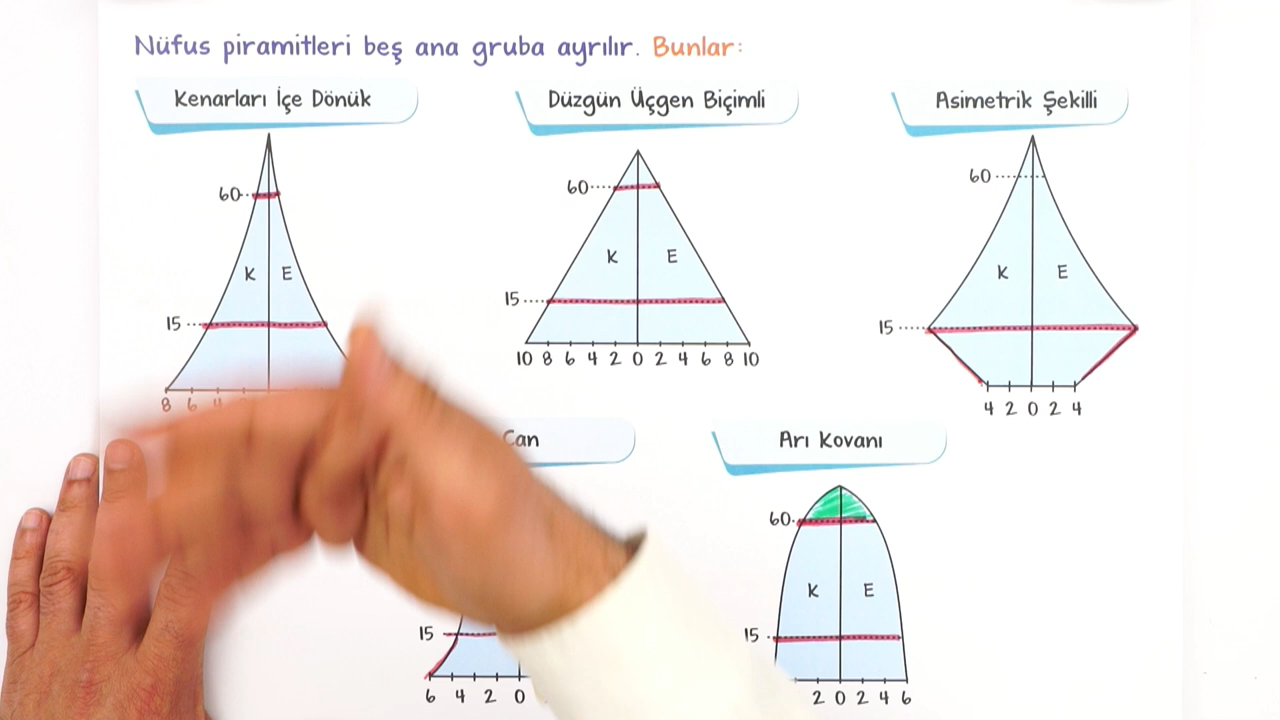 Nüfus piramitleri beş ana gruba ayrılır. Bunlar:
Kenarları İçe Dönük
Düzgün Üçgen Biçimli
Asimetrik Şekilli
60
K E
15
8 6 4
60
K E
15
10 8 6 4 2 0 2 4 6 8 10
60
K E
15
4 2 0 2 4
Çan
Arı Kovanı
15
6 4 2 0
60
K E
15
2 0 2 4 6